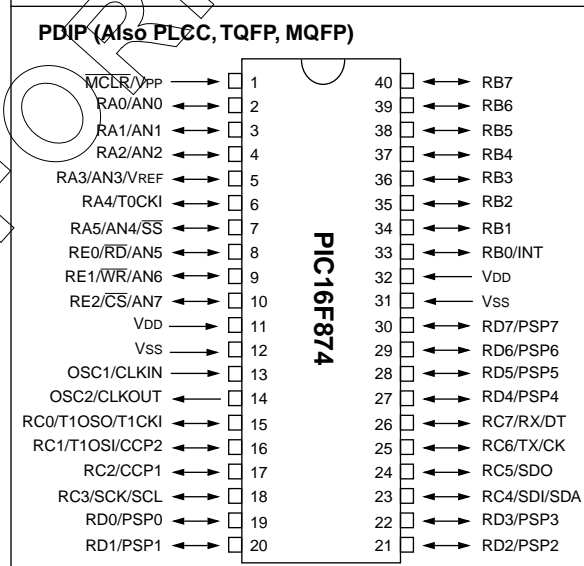 PDIP (Also PLCC, TQFP, MQFP)
MCLR/VPP 1 40 RB7
RA0/AN0 2 39 RB6
RA1/AN1 3 38 RB5
RA2/AN2 4 37 RB4
RA3/AN3/VREF 5 36 RB3
RA4/T0CKI 6 35 RB2
RA5/AN4/SS 7 34 RB1
RE0/RD/AN5 8 33 RB0/INT
RE1/WR/AN6 9 32 VDD
RE2/CS/AN7 10 31 VSS
VDD 11 30 RD7/PSP7
VSS 12 29 RD6/PSP6
OSC1/CLKIN 13 28 RD5/PSP5
OSC2/CLKOUT 14 27 RD4/PSP4
RC0/T1OSO/T1CKI 15 26 RC7/RX/DT
RC1/T1OSI/CCP2 16 25 RC6/TX/CK
RC2/CCP1 17 24 RC5/SDO
RC3/SCK/SCL 18 23 RC4/SDI/SDA
RD0/PSP0 19 22 RD3/PSP3
RD1/PSP1 20 21 RD2/PSP2
PIC16F874